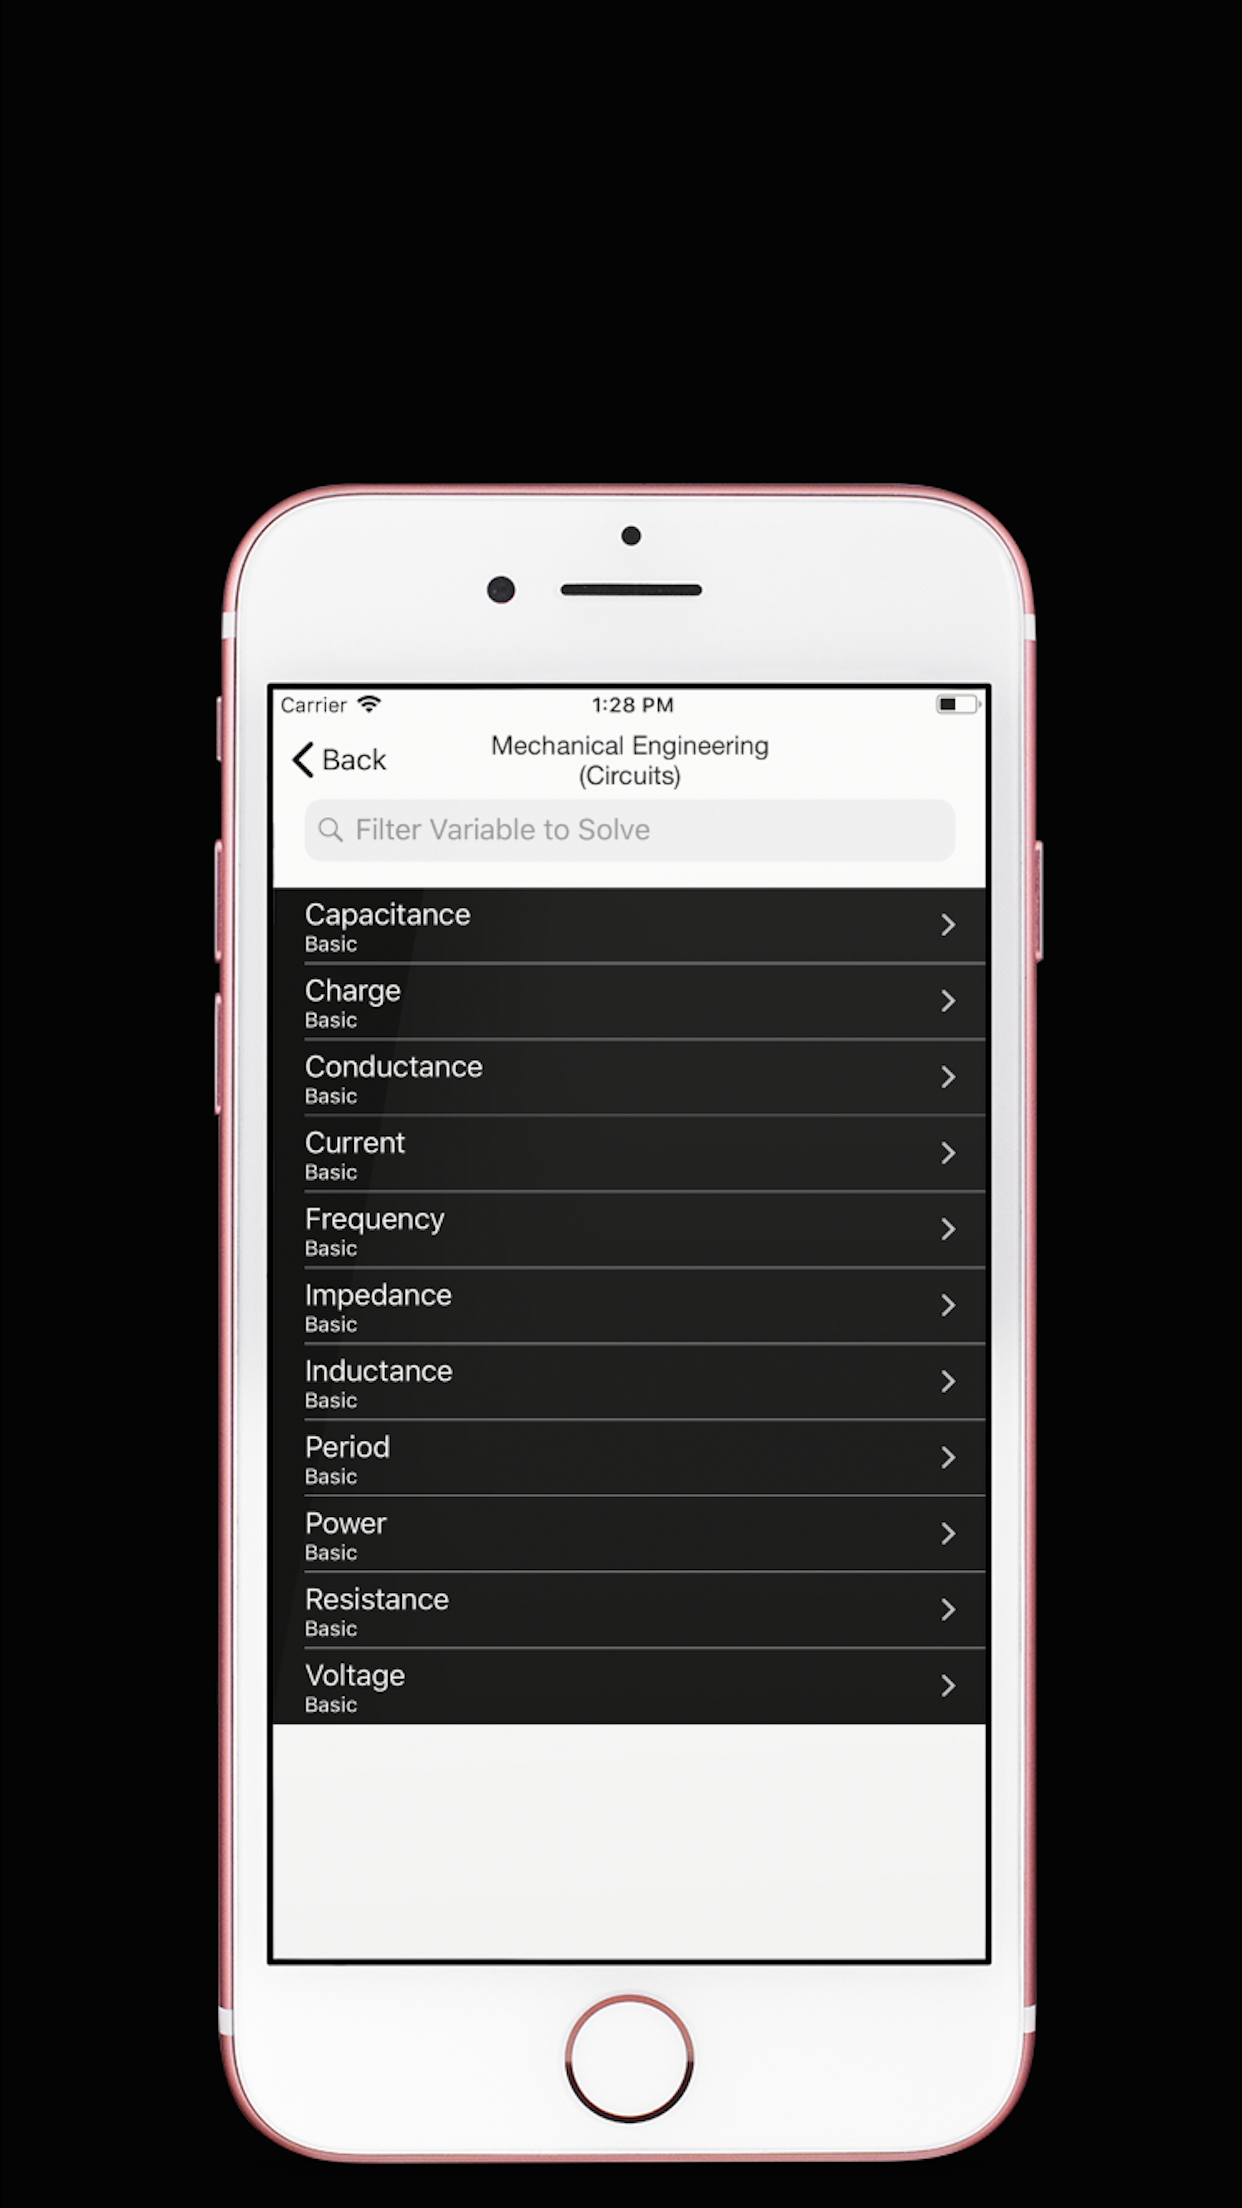 Carrier
1:28 PM
Back
Mechanical Engineering
(Circuits)
Filter Variable to Solve
Capacitance
Basic
Charge
Basic
Conductance
Basic
Current
Basic
Frequency
Basic
Impedance
Basic
Inductance
Basic
Period
Basic
Power
Basic
Resistance
Basic
Voltage
Basic